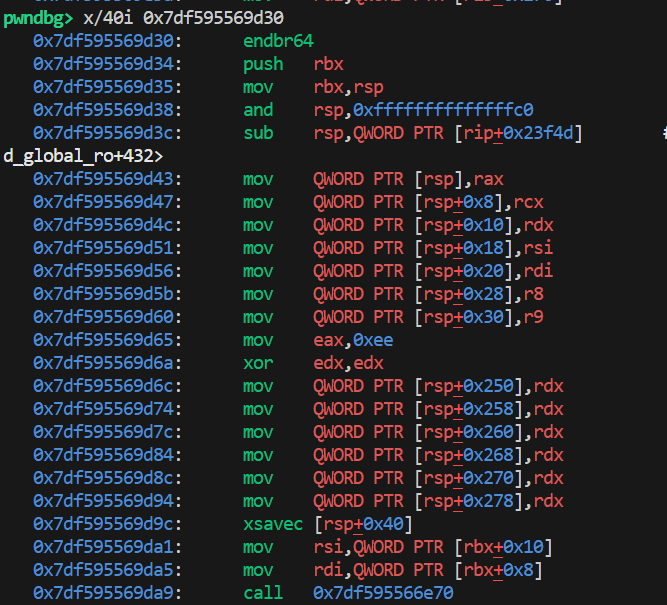 pwndbg> x/40i 0x7df595569d30
0x7df595569d30: endbr64
0x7df595569d34: push rbx
0x7df595569d35: mov rbx,rsp
0x7df595569d38: and rsp,0xffffffffffffffc0
0x7df595569d3c: sub rsp,QWORD PTR [rip+0x23f4d] #
d_global_ro+432>
0x7df595569d43: mov QWORD PTR [rsp],rax
0x7df595569d47: mov QWORD PTR [rsp+0x8],rcx
0x7df595569d4c: mov QWORD PTR [rsp+0x10],rdx
0x7df595569d51: mov QWORD PTR [rsp+0x18],rsi
0x7df595569d56: mov QWORD PTR [rsp+0x20],rdi
0x7df595569d5b: mov QWORD PTR [rsp+0x28],r8
0x7df595569d60: mov QWORD PTR [rsp+0x30],r9
0x7df595569d65: mov eax,0xee
0x7df595569d6a: xor edx,edx
0x7df595569d6c: mov QWORD PTR [rsp+0x250],rdx
0x7df595569d74: mov QWORD PTR [rsp+0x258],rdx
0x7df595569d7c: mov QWORD PTR [rsp+0x260],rdx
0x7df595569d84: mov QWORD PTR [rsp+0x268],rdx
0x7df595569d8c: mov QWORD PTR [rsp+0x270],rdx
0x7df595569d94: mov QWORD PTR [rsp+0x278],rdx
0x7df595569d9c: xsavec [rsp+0x40]
0x7df595569da1: mov rsi,QWORD PTR [rbx+0x10]
0x7df595569da5: mov rdi,QWORD PTR [rbx+0x8]
0x7df595569da9: call 0x7df595566e70